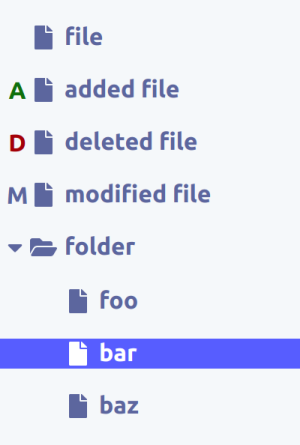 file
A added file
D deleted file
M modified file
folder
foo
bar
baz